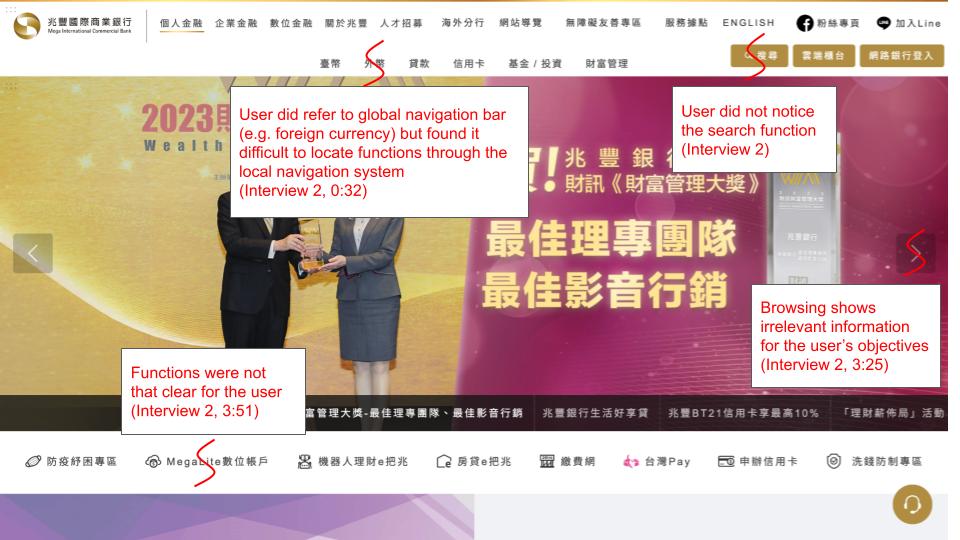 兆豐國際商業銀行
Mega International Commercial Bank
個人金融 企業金融 數位金融 關於兆豐 人才招募 海外分行 網站導覽 無障礙友善專區 服務據點 ENGLISH 粉絲專頁 加入Line
臺幣 外幣 貸款 信用卡 基金 / 投資 財富管理
搜尋 雲端櫃台 網路銀行登入
2023財
Wealth
User did refer to global navigation bar
(e.g. foreign currency) but found it
difficult to locate functions through the
local navigation system
(Interview 2, 0:32)
User did not notice
the search function
(Interview 2)
賀!兆豐銀行
財訊《財富管理大獎》
兆豐銀行
最佳理專團隊
最佳影音行銷
Browsing shows
irrelevant information
for the user's objectives
(Interview 2, 3:25)
Functions were not
that clear for the user
(Interview 2, 3:51)
富管理大獎-最佳理專團隊、最佳影音行銷 兆豐銀行生活好享貸 兆豐BT21信用卡享最高10% 「理財薪佈局」活動
防疫紓困專區 MegaLite數位帳戶 機器人理財e把兆 房貸e把兆 繳費網 台灣Pay 申辦信用卡 洗錢防制專區